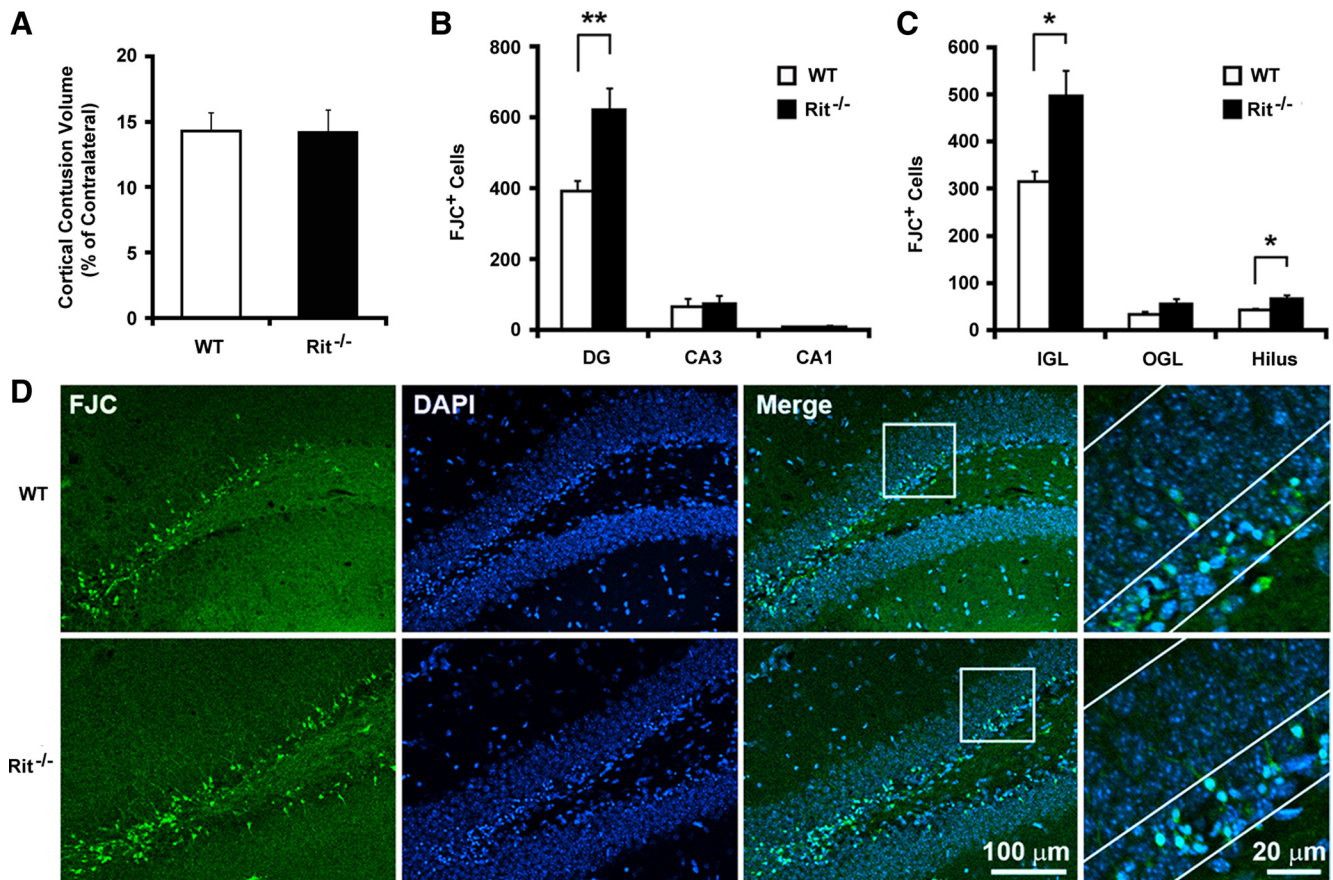 A
Cortical Contusion Volume
(% of Contralateral)
20
15
10
5
0
WT
Rit-/-
B
**
FJC+ Cells
800
600
400
200
0
WT
Rit-/-
DG
CA3
CA1
C
*
*
FJC+ Cells
600
500
400
300
200
100
0
WT
Rit-/-
IGL
OGL
Hilus
D
FJC
DAPI
Merge
WT
Rit-/-
100 μm
20 μm